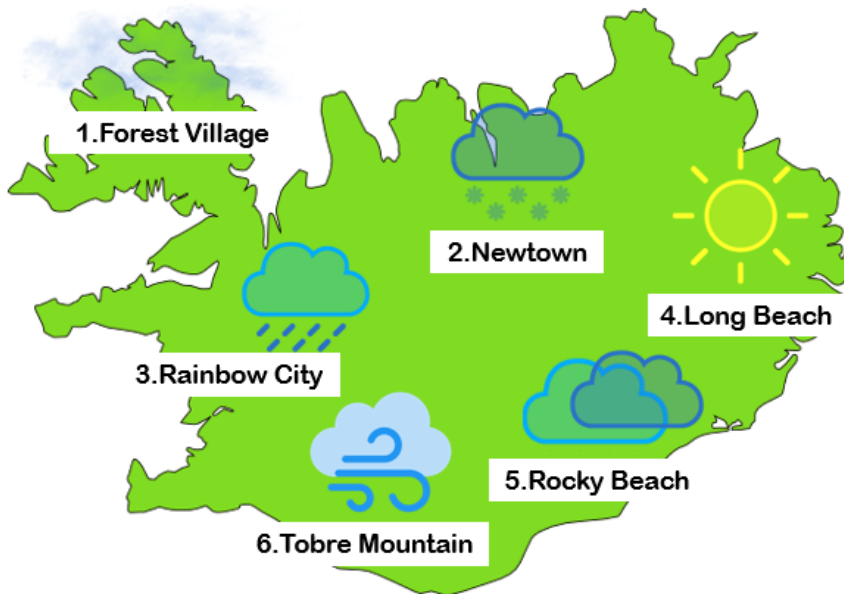 1.Forest Village
2.Newtown
3.Rainbow City
4.Long Beach
5.Rocky Beach
6.Tobre Mountain